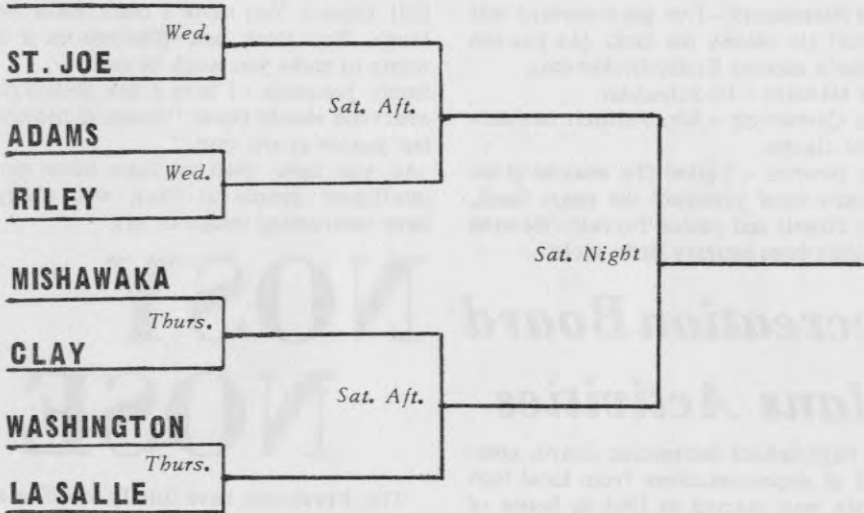 Wed.
ST. JOE
Sat. Aft.
ADAMS
Wed.
RILEY
Sat. Night
MISHAWAKA
Thurs.
CLAY
Sat. Aft.
WASHINGTON
Thurs.
LA SALLE